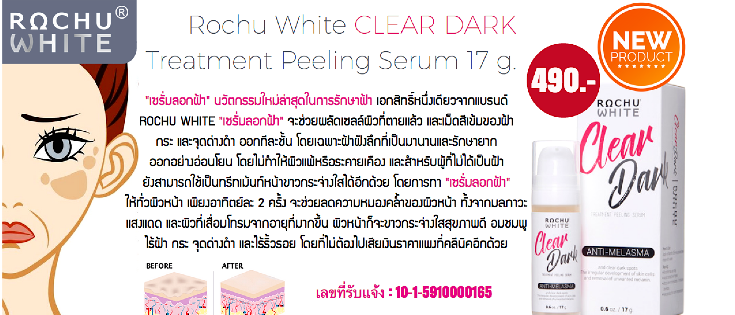 ROCHU®
WHITE
Rochu White CLEAR DARK
Treatment Peeling Serum 17 g.
490.-
NEW
PRODUCT
"เซรั่มลอกฝ้า" นวัตกรรมใหม่ล่าสุดในการรักษาฝ้า เอกสิทธิ์หนึ่งเดียวจากแบรนด์
ROCHU WHITE "เซรั่มลอกฝ้า" จะช่วยผลัดเซลล์ผิวที่ตายแล้ว และเม็ดสีเข้มของฝ้า
กระ และจุดด่างดำ ออกทีละชั้น โดยเฉพาะฝ้าฝังลึกที่เป็นมานานและรักษายาก
ออกอย่างอ่อนโยน โดยไม่ทำให้ผิวแพ้หรือระคายเคือง และสำหรับผู้ที่ไม่ได้เป็นฝ้า
ยังสามารถใช้เป็นทรีทเม้นท์หน้าขาวกระจ่างใสได้อีกด้วย โดยการทา "เซรั่มลอกฝ้า"
ให้ทั่วผิวหน้า เพียงอาทิตย์ละ 2 ครั้ง จะช่วยลดความหมองคล้ำของผิวหน้า ทั้งจากมลภาวะ
แสงแดด และผิวที่เสื่อมโทรมจากอายุที่มากขึ้น ผิวหน้าก็จะขาวกระจ่างใสสุขภาพดี อมชมพู
ไร้ฝ้า กระ จุดด่างดำ และไร้ริ้วรอย โดยที่ไม่ต้องไปเสียเงินราคาแพงที่คลินิคอีกด้วย
BEFORE
AFTER
เลขที่รับแจ้ง : 10-1-5910000165
ROCHU
WHITE
Clear
Dark
TREATMENT PEELING SERUM
ANTI-MELASMA
0.6 oz. / 17 g
ROCHU
WHITE
Clear
Dark
ANTI-MELASMA
0.6 oz. / 17 g